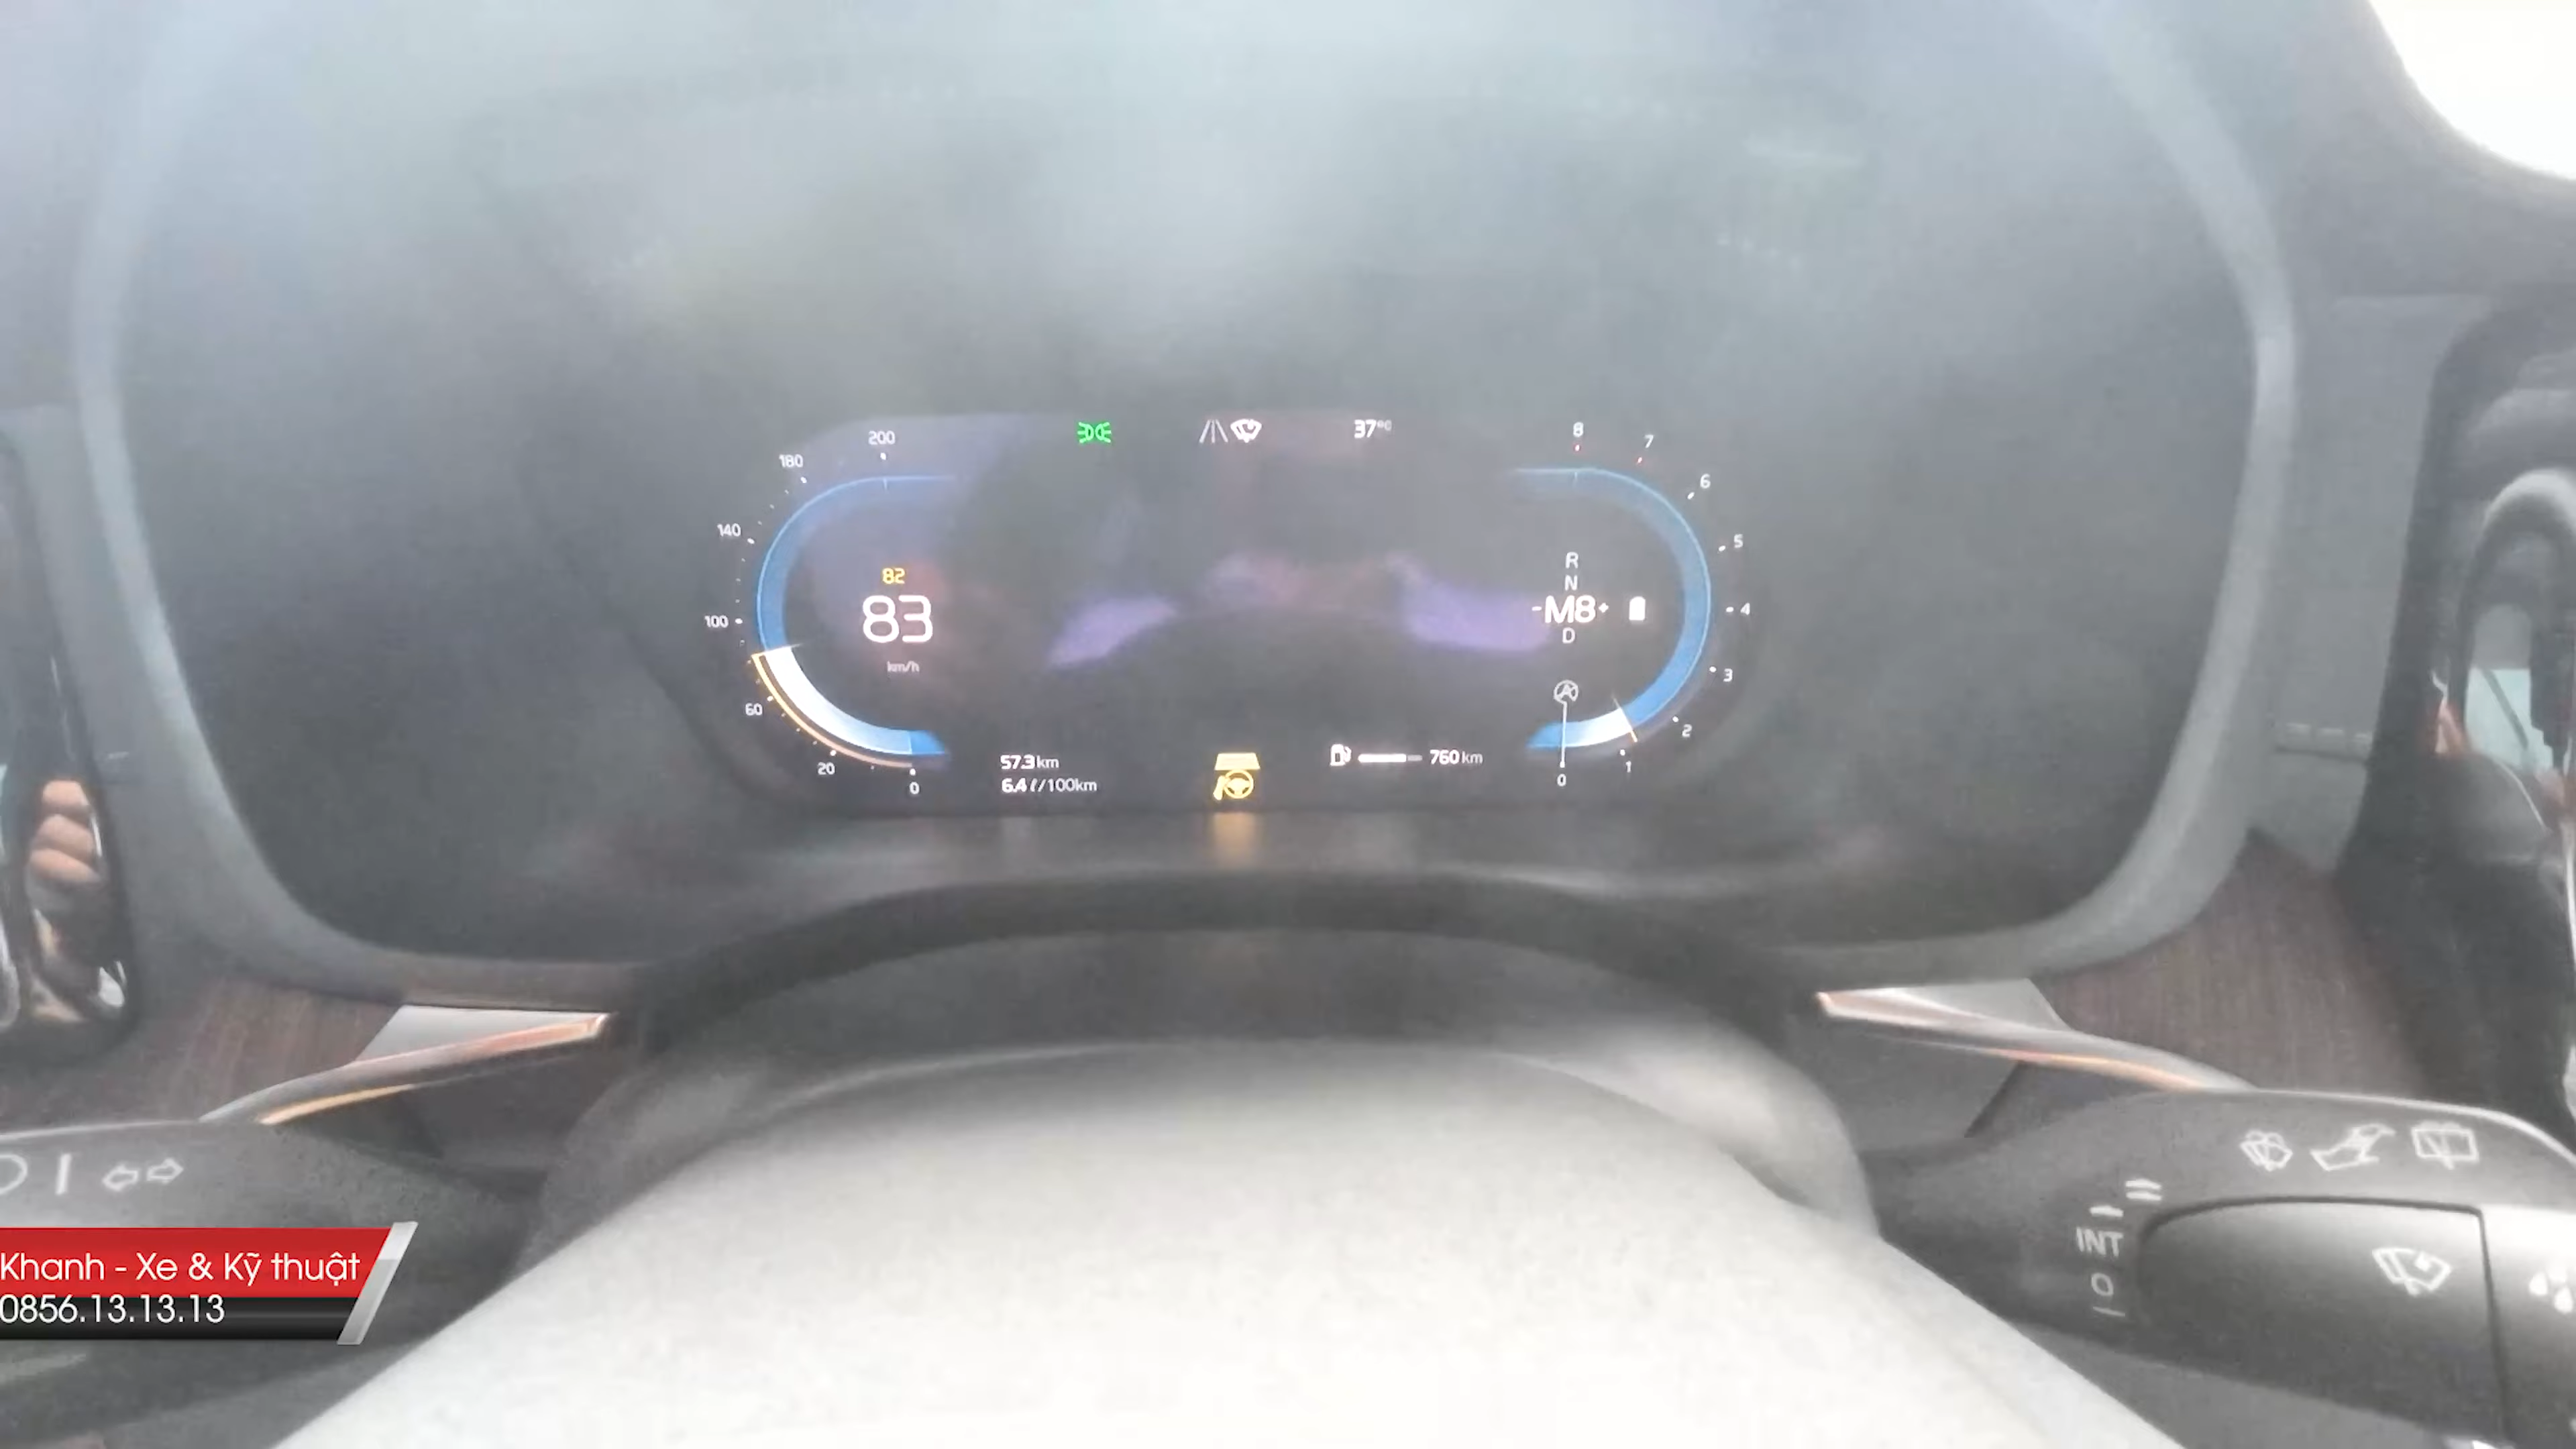 200
180
140
100
60
20
0
82
83
km/h
37°C
8
7
6
5
4
3
2
1
0
R
N
-M8+
D
57.3 km
6.4 ℓ/100km
760 km
INT
O
Khanh - Xe & Kỹ thuật
0856.13.13.13